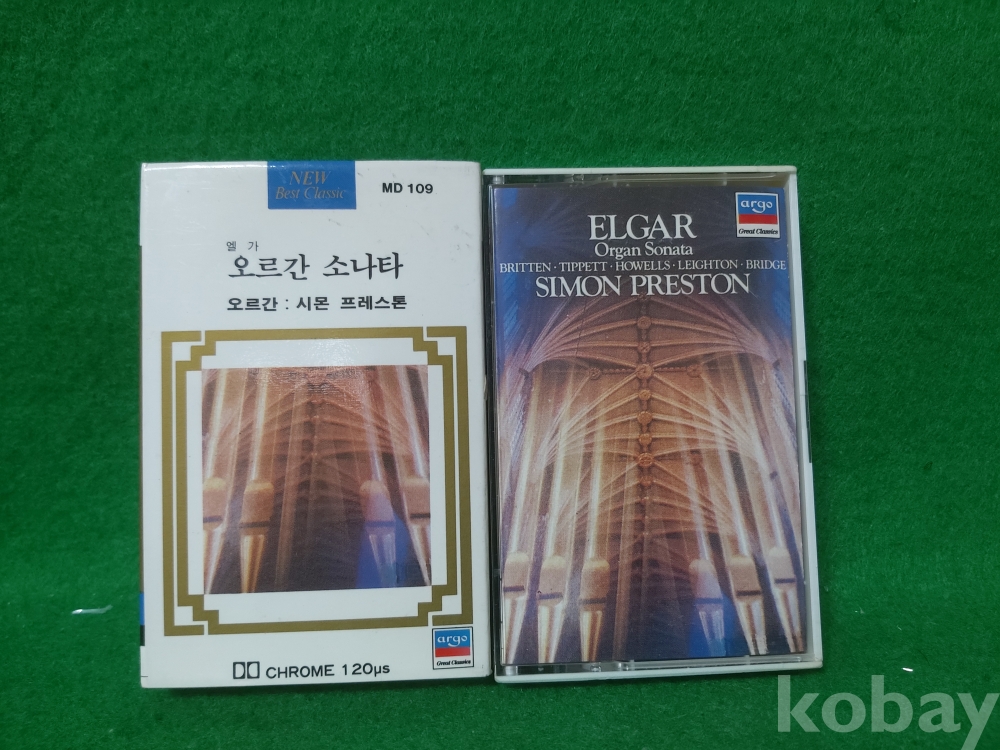 NEW
Best Classic
MD 109
엘 가
오르간 소나타
오르간 : 시몬 프레스톤
argo
Great Classics
DD CHROME 120µs
argo
Great Classics
ELGAR
Organ Sonata
BRITTEN · TIPPETT · HOWELLS · LEIGHTON · BRIDGE
SIMON PRESTON
kobay